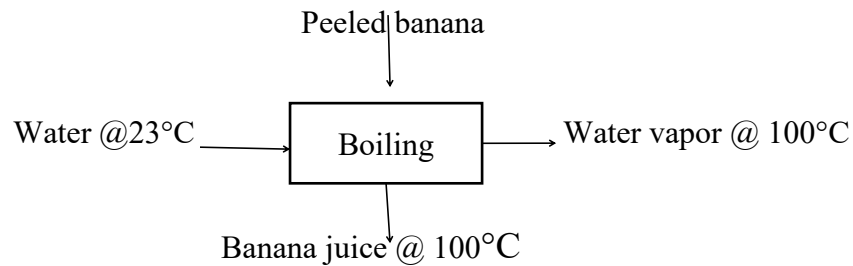 Peeled banana
Water @23°C
Boiling
Water vapor @ 100°C
Banana juice @ 100°C